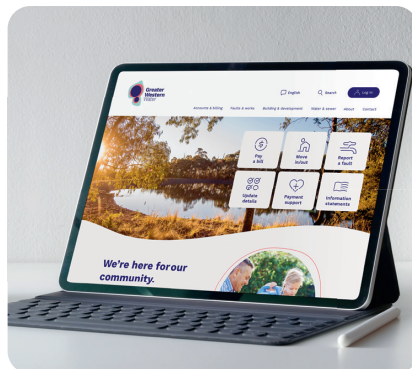 Greater
Western
Water
English
Search
Log in
Accounts & billing
Faults & works
Building & development
Water & sewer
About
Contact
Pay
a bill
Move
in/out
Report
a fault
Update
details
Payment
support
Information
statements
We're here for our
community.